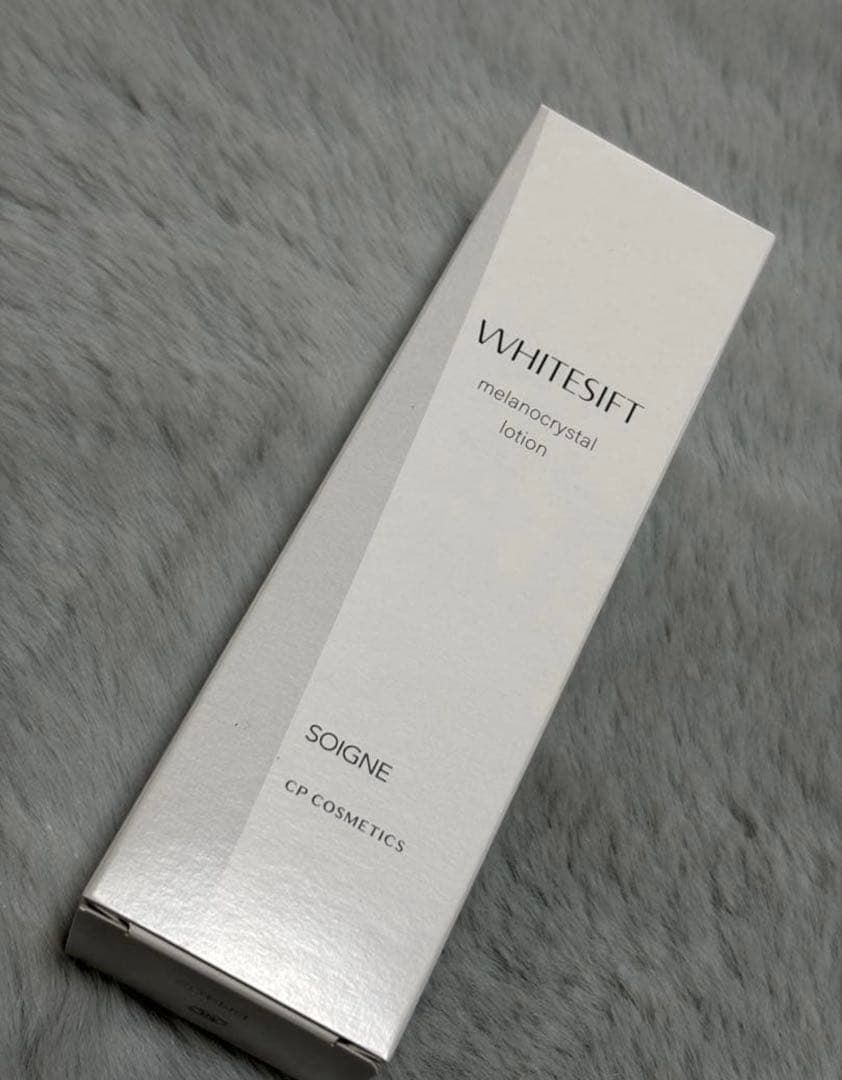 WHITESIFT
melanocrystal
lotion
SOIGNE
CP COSMETICS